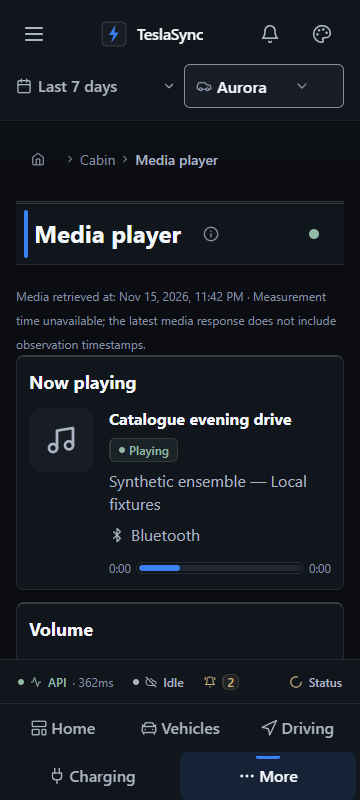 TeslaSync
Last 7 days
Aurora
Cabin
Media player
Media player
Media retrieved at: Nov 15, 2026, 11:42 PM · Measurement
time unavailable; the latest media response does not include
observation timestamps.
Now playing
Catalogue evening drive
Playing
Synthetic ensemble — Local
fixtures
Bluetooth
0:00
0:00
Volume
API · 362ms
Idle
2
Status
Home
Vehicles
Driving
Charging
More